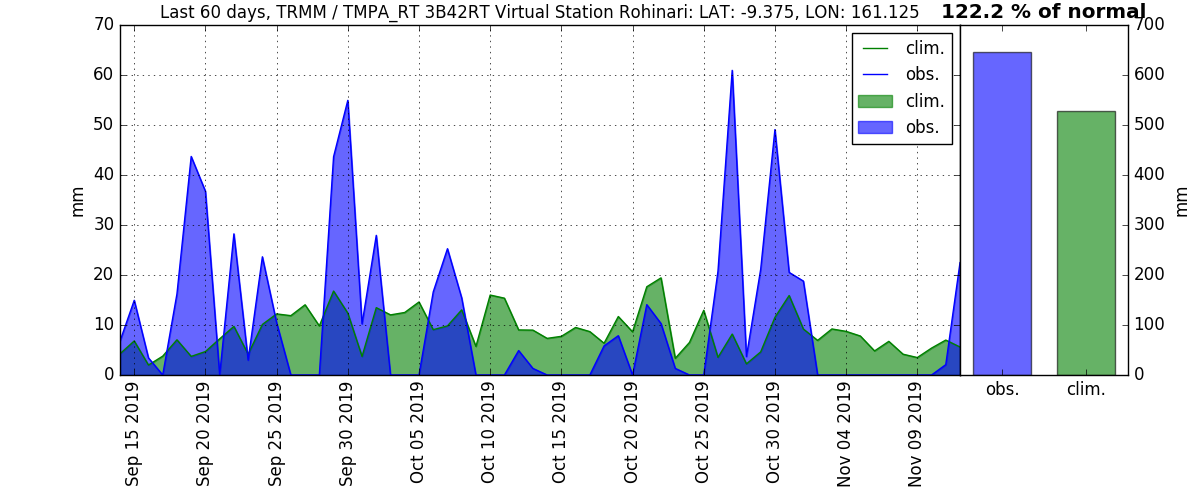 Last 60 days, TRMM / TMPA_RT 3B42RT Virtual Station Rohinari: LAT: -9.375, LON: 161.125
122.2 % of normal
70
60
50
40
30
20
10
0
mm
clim.
obs.
clim.
obs.
Sep 15 2019
Sep 20 2019
Sep 25 2019
Sep 30 2019
Oct 05 2019
Oct 10 2019
Oct 15 2019
Oct 20 2019
Oct 25 2019
Oct 30 2019
Nov 04 2019
Nov 09 2019
700
600
500
400
300
200
100
0
mm
obs.
clim.